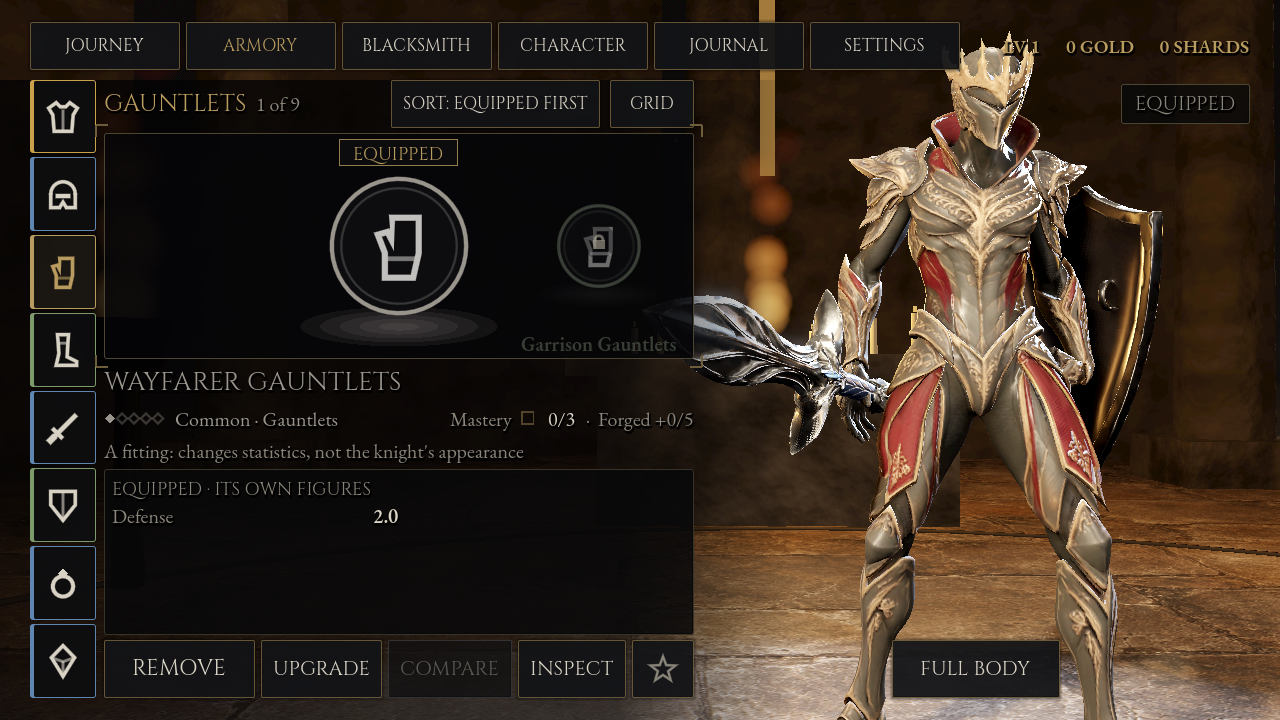 JOURNEY
ARMORY
BLACKSMITH
CHARACTER
JOURNAL
SETTINGS
LV 1
0 GOLD
0 SHARDS
GAUNTLETS 1 of 9
SORT: EQUIPPED FIRST
GRID
EQUIPPED
EQUIPPED
Garrison Gauntlets
WAYFARER GAUNTLETS
Common · Gauntlets
Mastery 0/3 · Forged +0/5
A fitting: changes statistics, not the knight's appearance
EQUIPPED · ITS OWN FIGURES
Defense 2.0
REMOVE
UPGRADE
COMPARE
INSPECT
FULL BODY